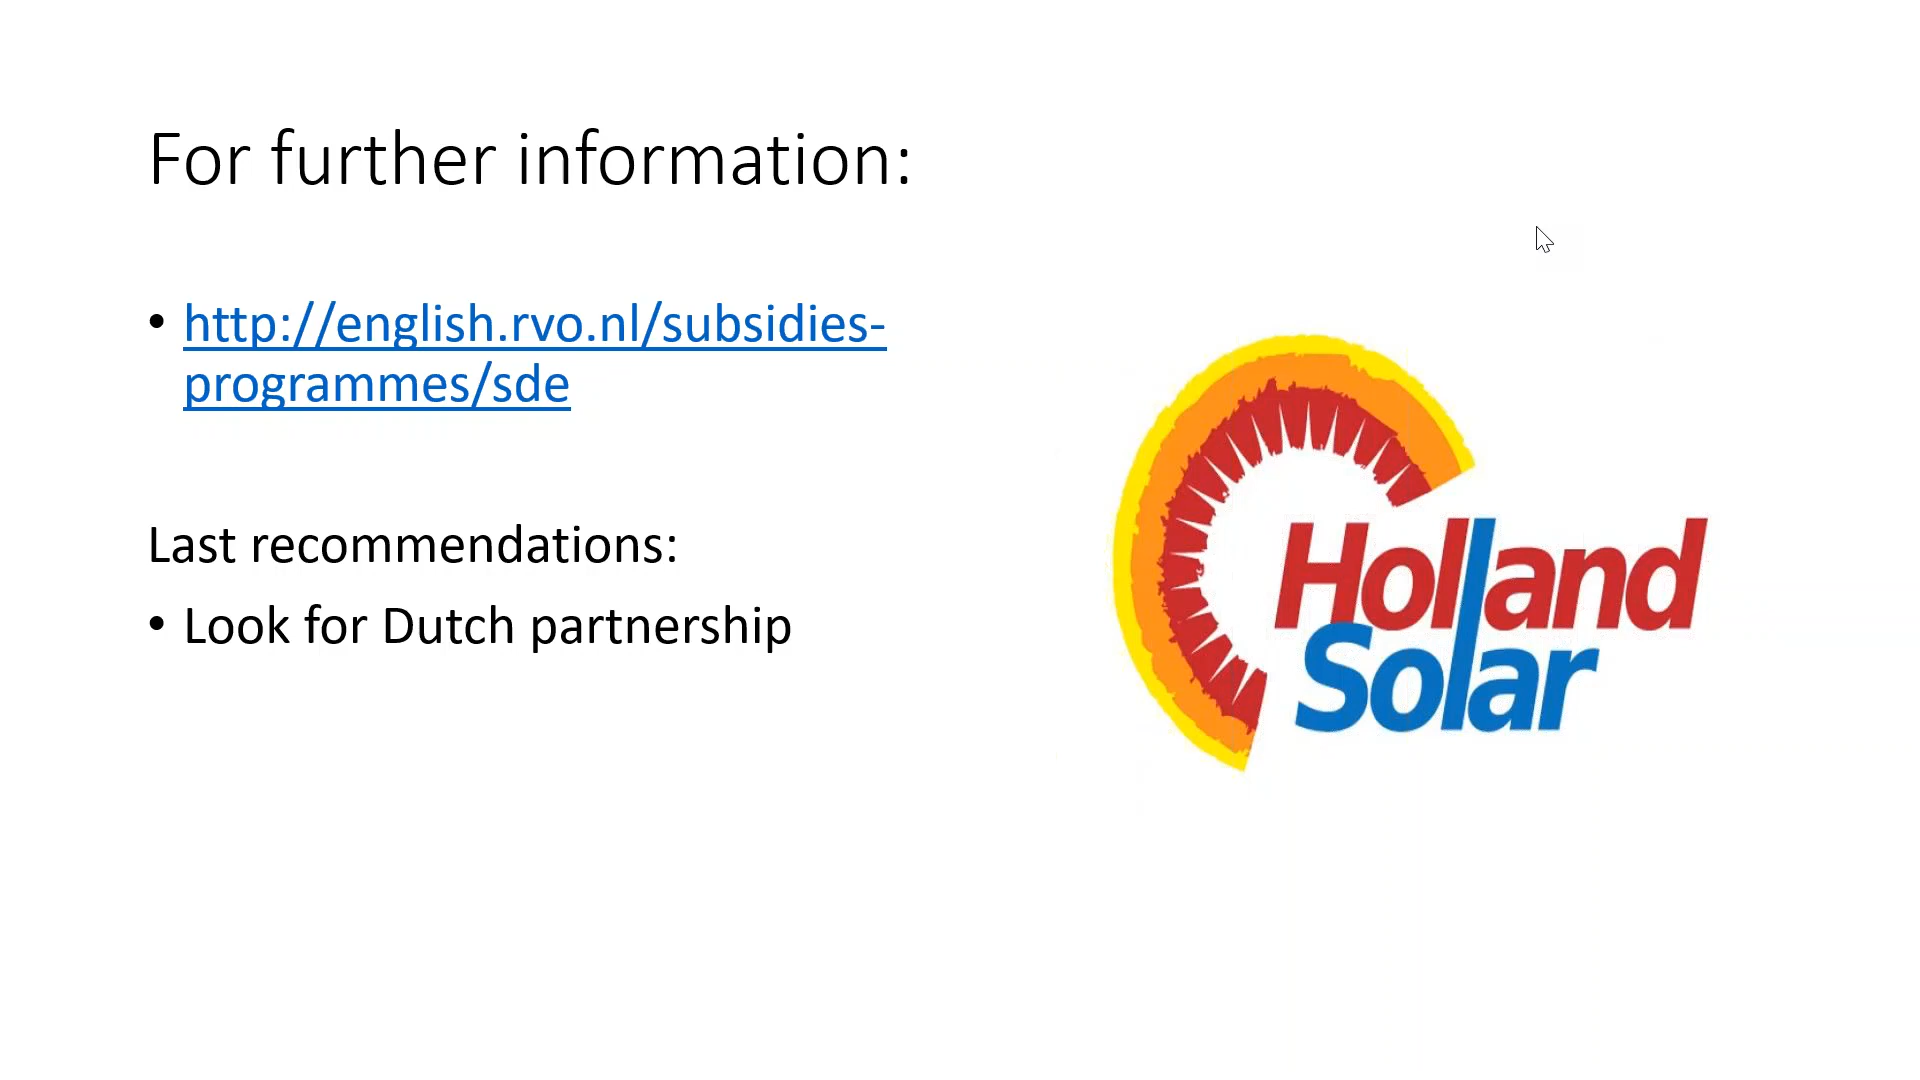 For further information:
• http://english.rvo.nl/subsidies-
programmes/sde
Last recommendations:
• Look for Dutch partnership
Holland
Solar